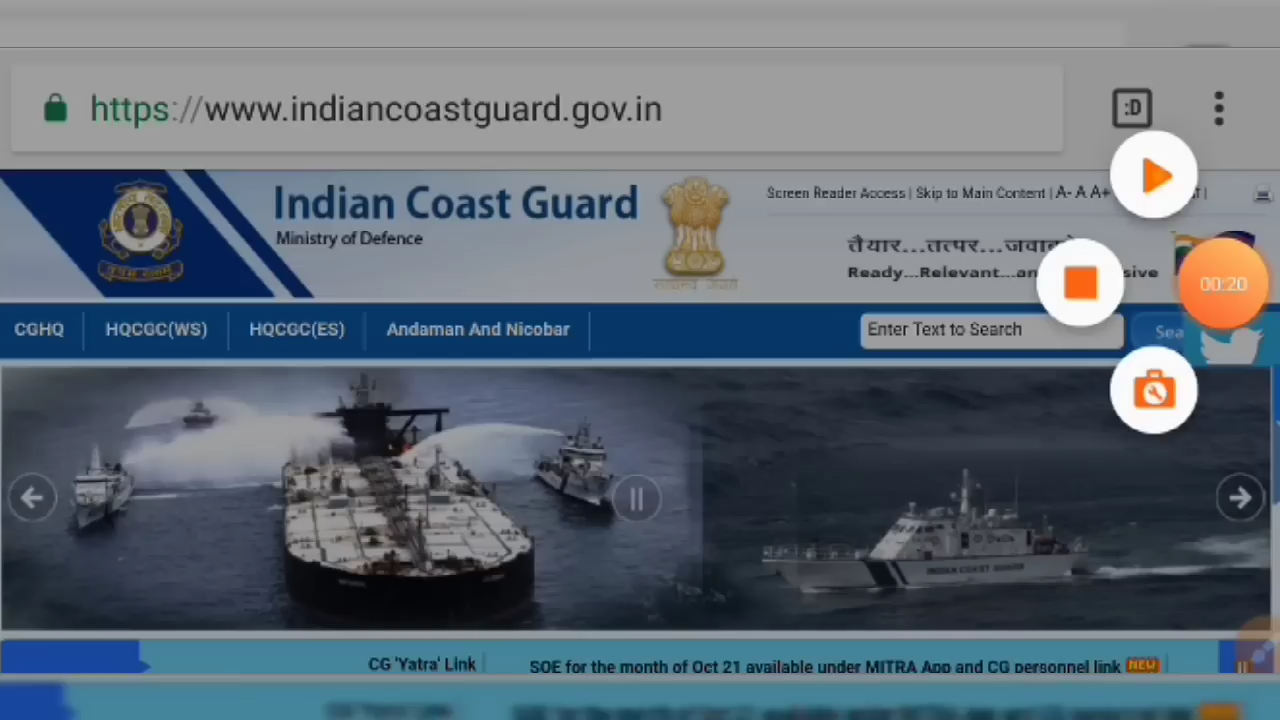 https://www.indiancoastguard.gov.in
:D
Indian Coast Guard
Ministry of Defence
Screen Reader Access | Skip to Main Content | A- A A+
तैयार...तत्पर...
Ready...Relevant...
00:20
CGHQ
HQCGC(WS)
HQCGC(ES)
Andaman And Nicobar
Enter Text to Search
INDIAN COAST GUARD
CG 'Yatra' Link
SOE for the month of Oct 21 available under MITRA App and CG personnel link NEW